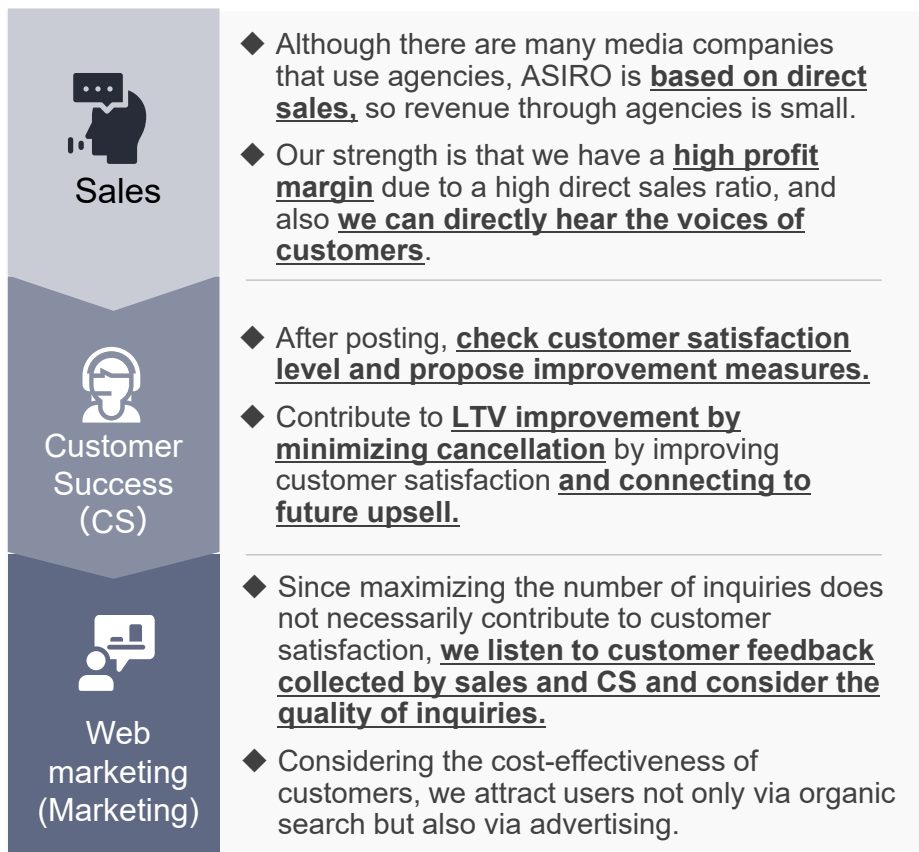 Sales
◆ Although there are many media companies
that use agencies, ASIRO is based on direct
sales, so revenue through agencies is small.
◆ Our strength is that we have a high profit
margin due to a high direct sales ratio, and
also we can directly hear the voices of
customers.
Customer
Success
（CS）
◆ After posting, check customer satisfaction
level and propose improvement measures.
◆ Contribute to LTV improvement by
minimizing cancellation by improving
customer satisfaction and connecting to
future upsell.
Web
marketing
(Marketing)
◆ Since maximizing the number of inquiries does
not necessarily contribute to customer
satisfaction, we listen to customer feedback
collected by sales and CS and consider the
quality of inquiries.
◆ Considering the cost-effectiveness of
customers, we attract users not only via organic
search but also via advertising.